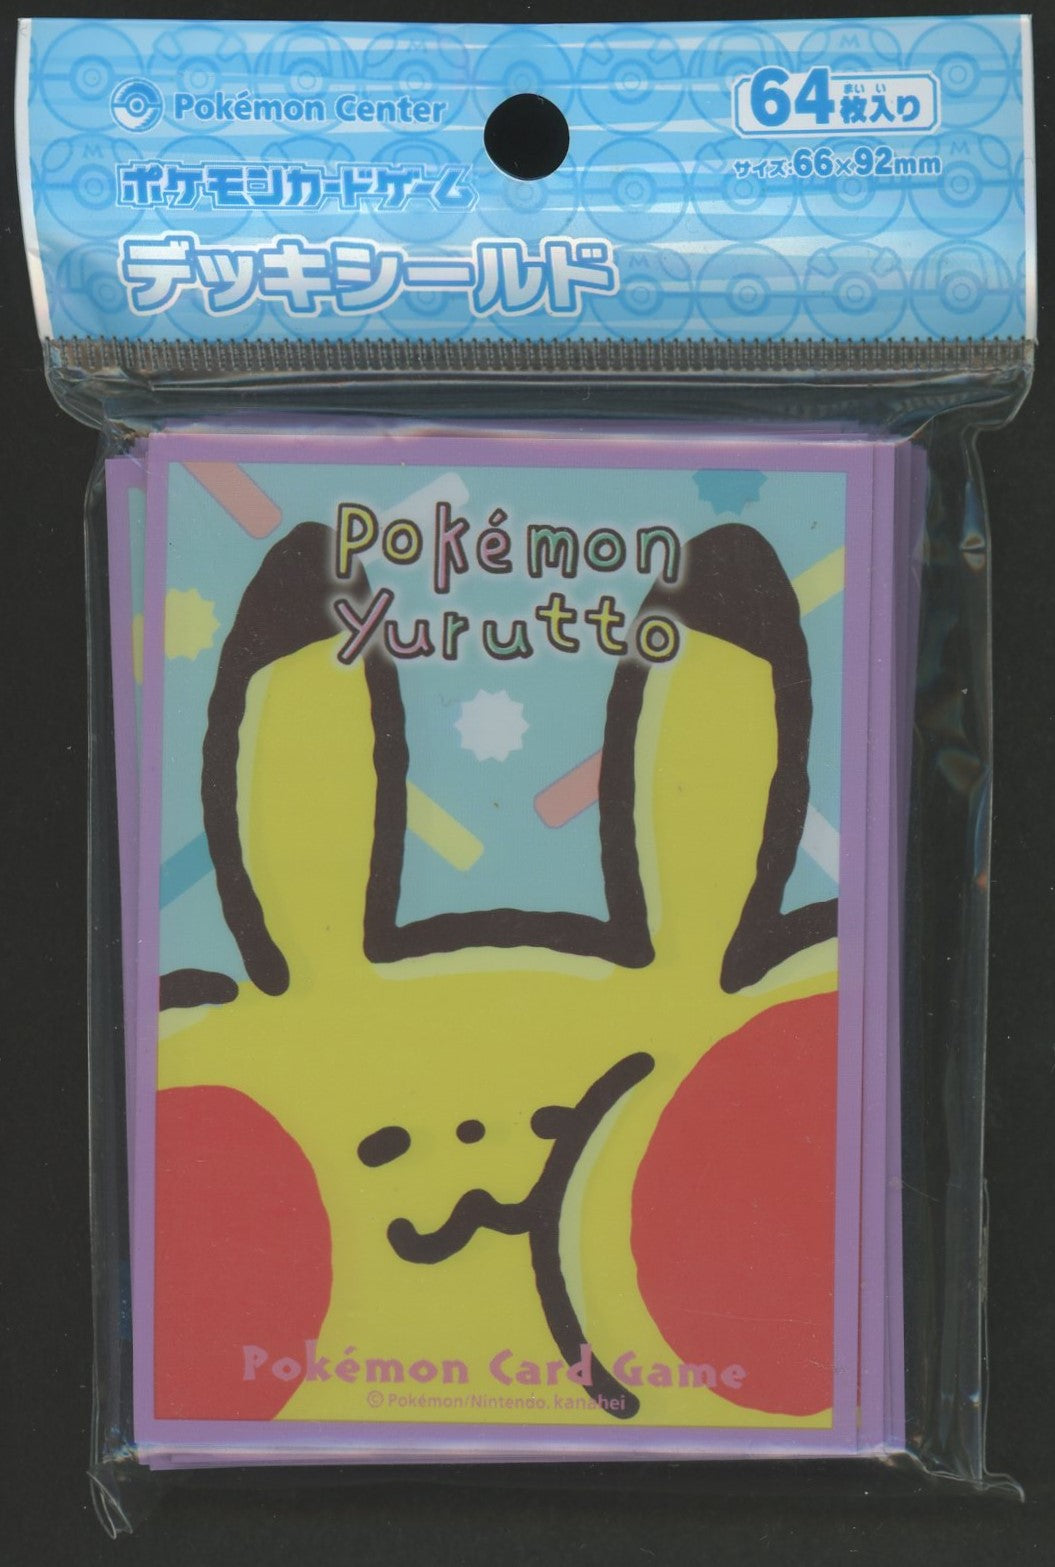 Pokémon Center
64枚入り
まい い
サイズ:66×92mm
ポケモンカードゲーム
デッキシールド
Pokémon
Yurutto
Pokémon Card Game
©Pokémon/Nintendo. kanahei